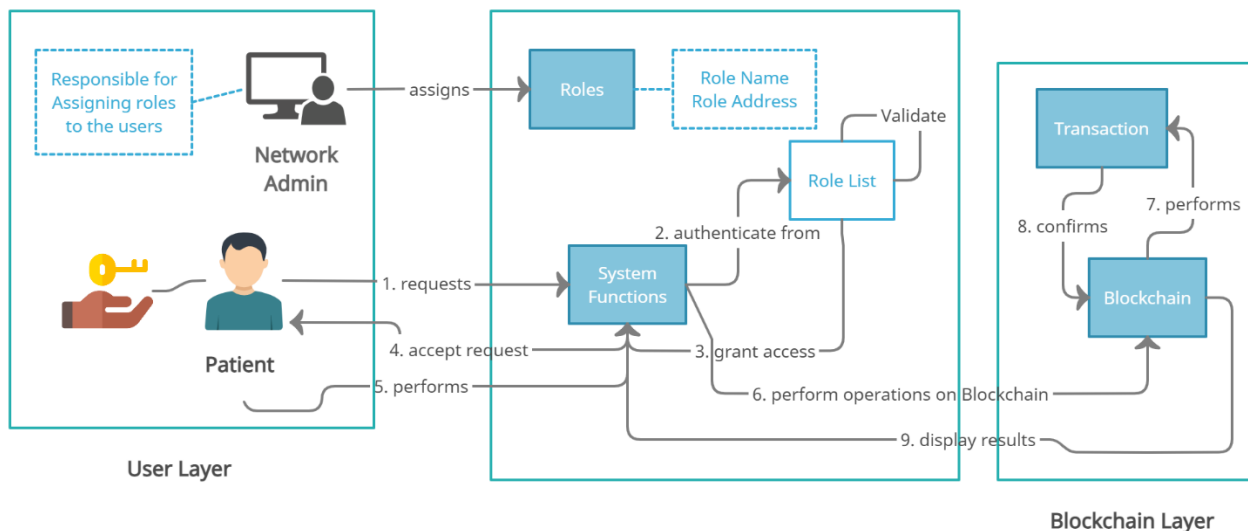 Responsible for
Assigning roles
to the users
Network
Admin
assigns
Roles
Role Name
Role Address
Validate
Role List
Transaction
7. performs
8. confirms
2. authenticate from
1. requests
System
Functions
Blockchain
Patient
4. accept request
3. grant access
5. performs
6. perform operations on Blockchain
9. display results
User Layer
Blockchain Layer